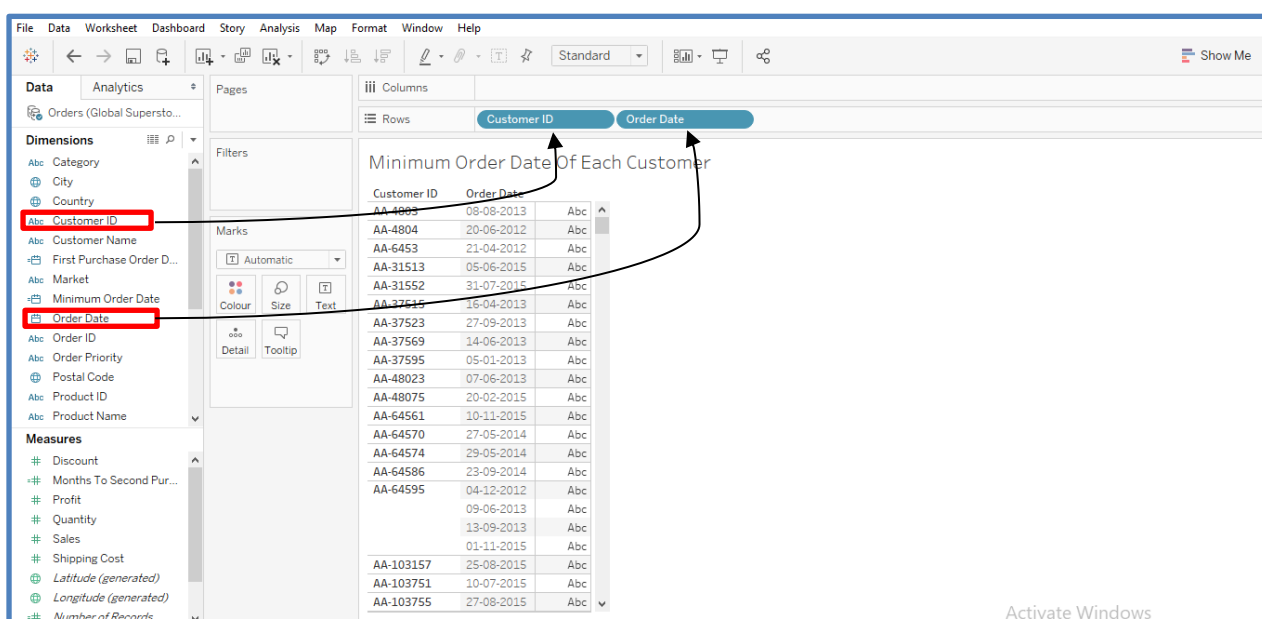 File Data Worksheet Dashboard Story Analysis Map Format Window Help
Standard
Show Me
Data Analytics
Orders (Global Supersto...
Dimensions
Abc Category
City
Country
Abc Customer ID
Abc Customer Name
First Purchase Order D...
Abc Market
Minimum Order Date
Order Date
Abc Order ID
Abc Order Priority
Postal Code
Abc Product ID
Abc Product Name
Measures
# Discount
=# Months To Second Pur...
# Profit
# Quantity
# Sales
# Shipping Cost
Latitude (generated)
Longitude (generated)
=# Number of Records
Pages
Filters
Marks
T Automatic
Colour Size Text
Detail Tooltip
iii Columns
Rows Customer ID Order Date
Minimum Order Date Of Each Customer
Customer ID Order Date
AA-4803 08-08-2013 Abc
AA-4804 20-06-2012 Abc
AA-6453 21-04-2012 Abc
AA-31513 05-06-2015 Abc
AA-31552 31-07-2015 Abc
AA-37515 16-04-2013 Abc
AA-37523 27-09-2013 Abc
AA-37569 14-06-2013 Abc
AA-37595 05-01-2013 Abc
AA-48023 07-06-2013 Abc
AA-48075 20-02-2015 Abc
AA-64561 10-11-2015 Abc
AA-64570 27-05-2014 Abc
AA-64574 29-05-2014 Abc
AA-64586 23-09-2014 Abc
AA-64595 04-12-2012 Abc
09-06-2013 Abc
13-09-2013 Abc
01-11-2015 Abc
AA-103157 25-08-2015 Abc
AA-103751 10-07-2015 Abc
AA-103755 27-08-2015 Abc
Activate Windows